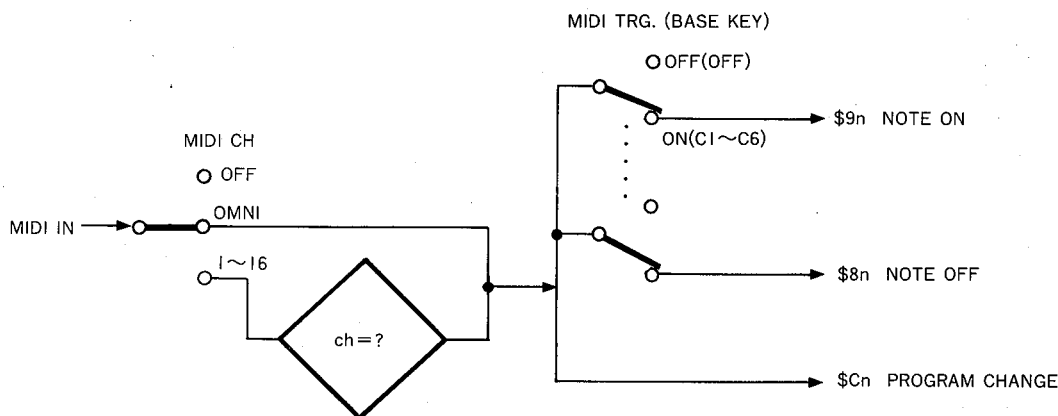 MIDI TRG. (BASE KEY)
OFF(OFF)
$9n NOTE ON
ON(C1~C6)
MIDI CH
OFF
MIDI IN
OMNI
1~16
$8n NOTE OFF
ch=?
$Cn PROGRAM CHANGE